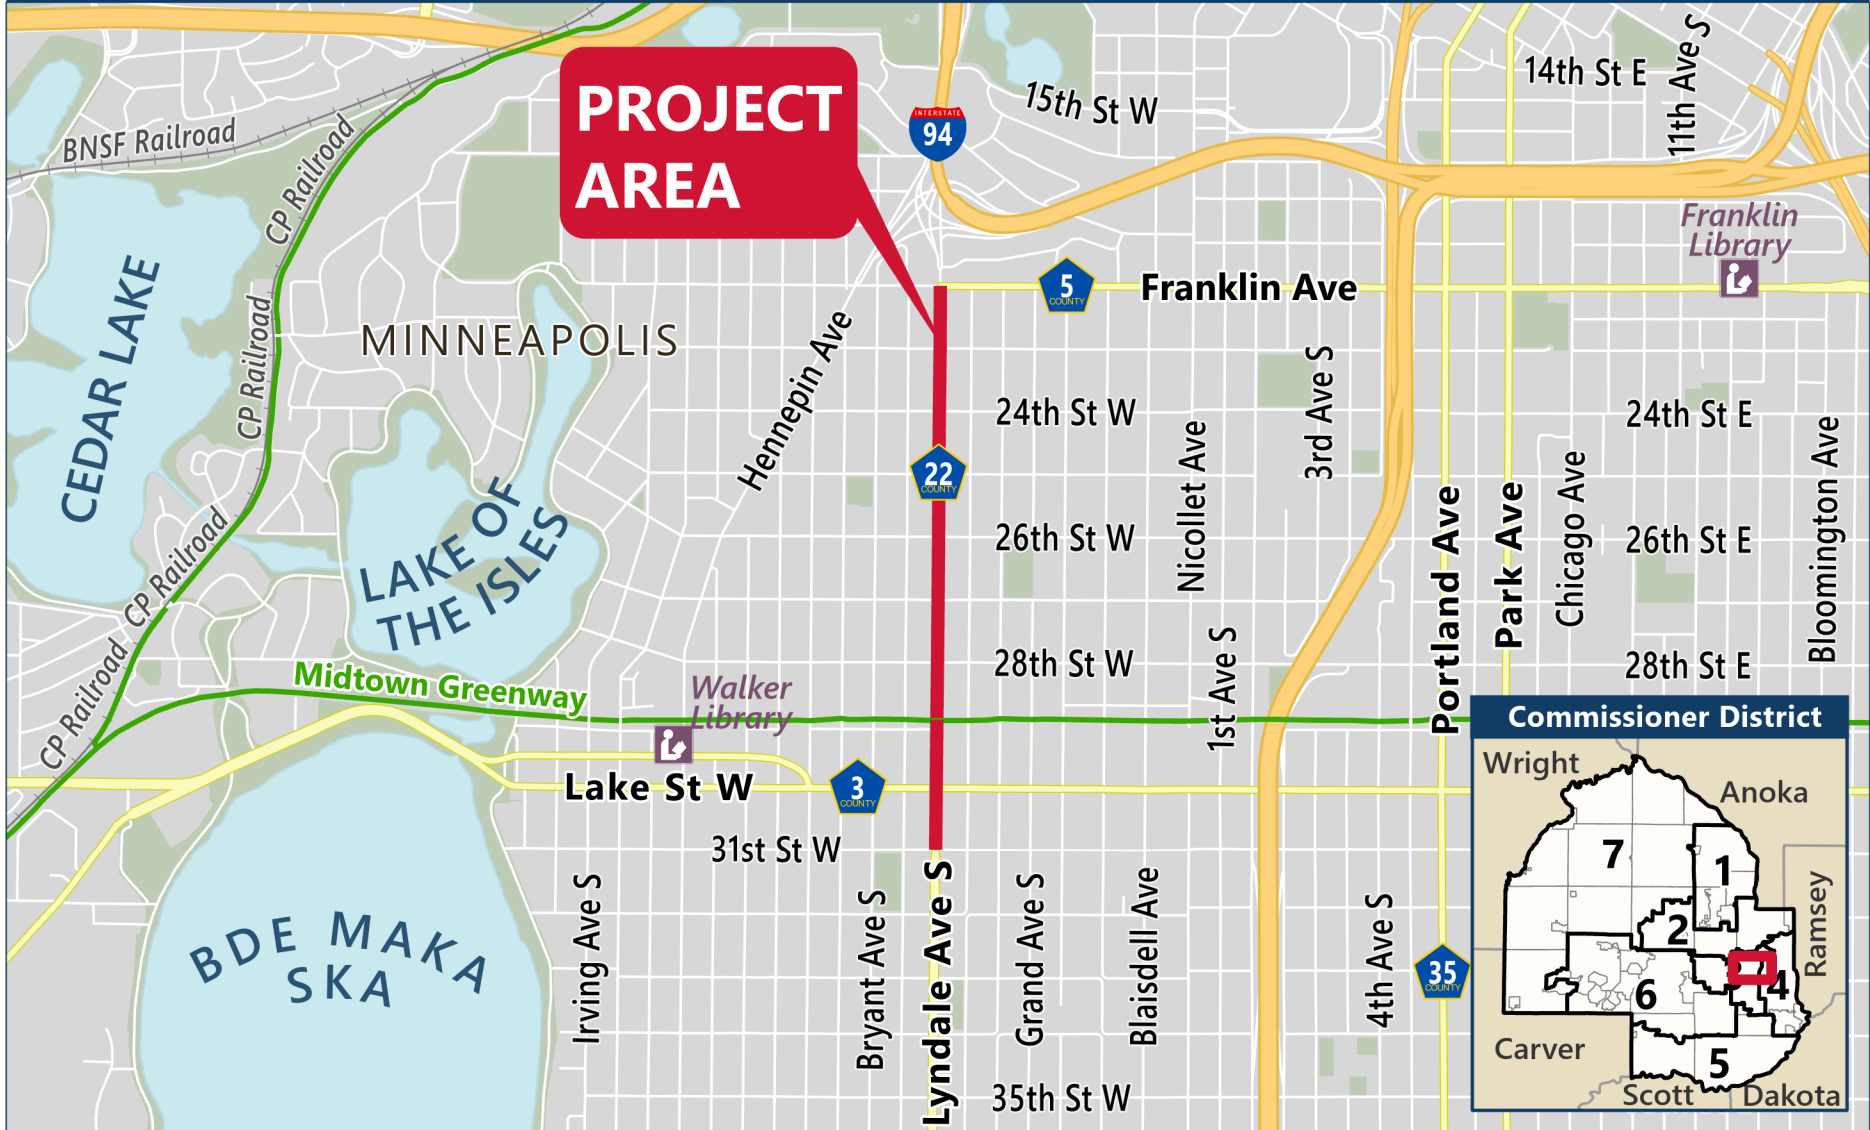 PROJECT
AREA
INTERSTATE
94
15th St W
14th St E
11th Ave S
BNSF Railroad
CP Railroad
Franklin
Library
CEDAR LAKE
CP Railroad
MINNEAPOLIS
Hennepin Ave
5
COUNTY
Franklin Ave
3rd Ave S
24th St W
24th St E
22
COUNTY
Nicollet Ave
Bloomington Ave
LAKE OF
THE ISLES
26th St W
26th St E
Portland Ave
Park Ave
Chicago Ave
CP Railroad
CP Railroad
28th St W
28th St E
1st Ave S
Midtown Greenway
Walker
Library
Lake St W
3
COUNTY
31st St W
BDE MAKA
SKA
Irving Ave S
Bryant Ave S
Lyndale Ave S
Grand Ave S
Blaisdell Ave
4th Ave S
35
COUNTY
35th St W
Commissioner District
Wright
Anoka
7
1
2
Ramsey
6
4
Carver
5
Scott
Dakota